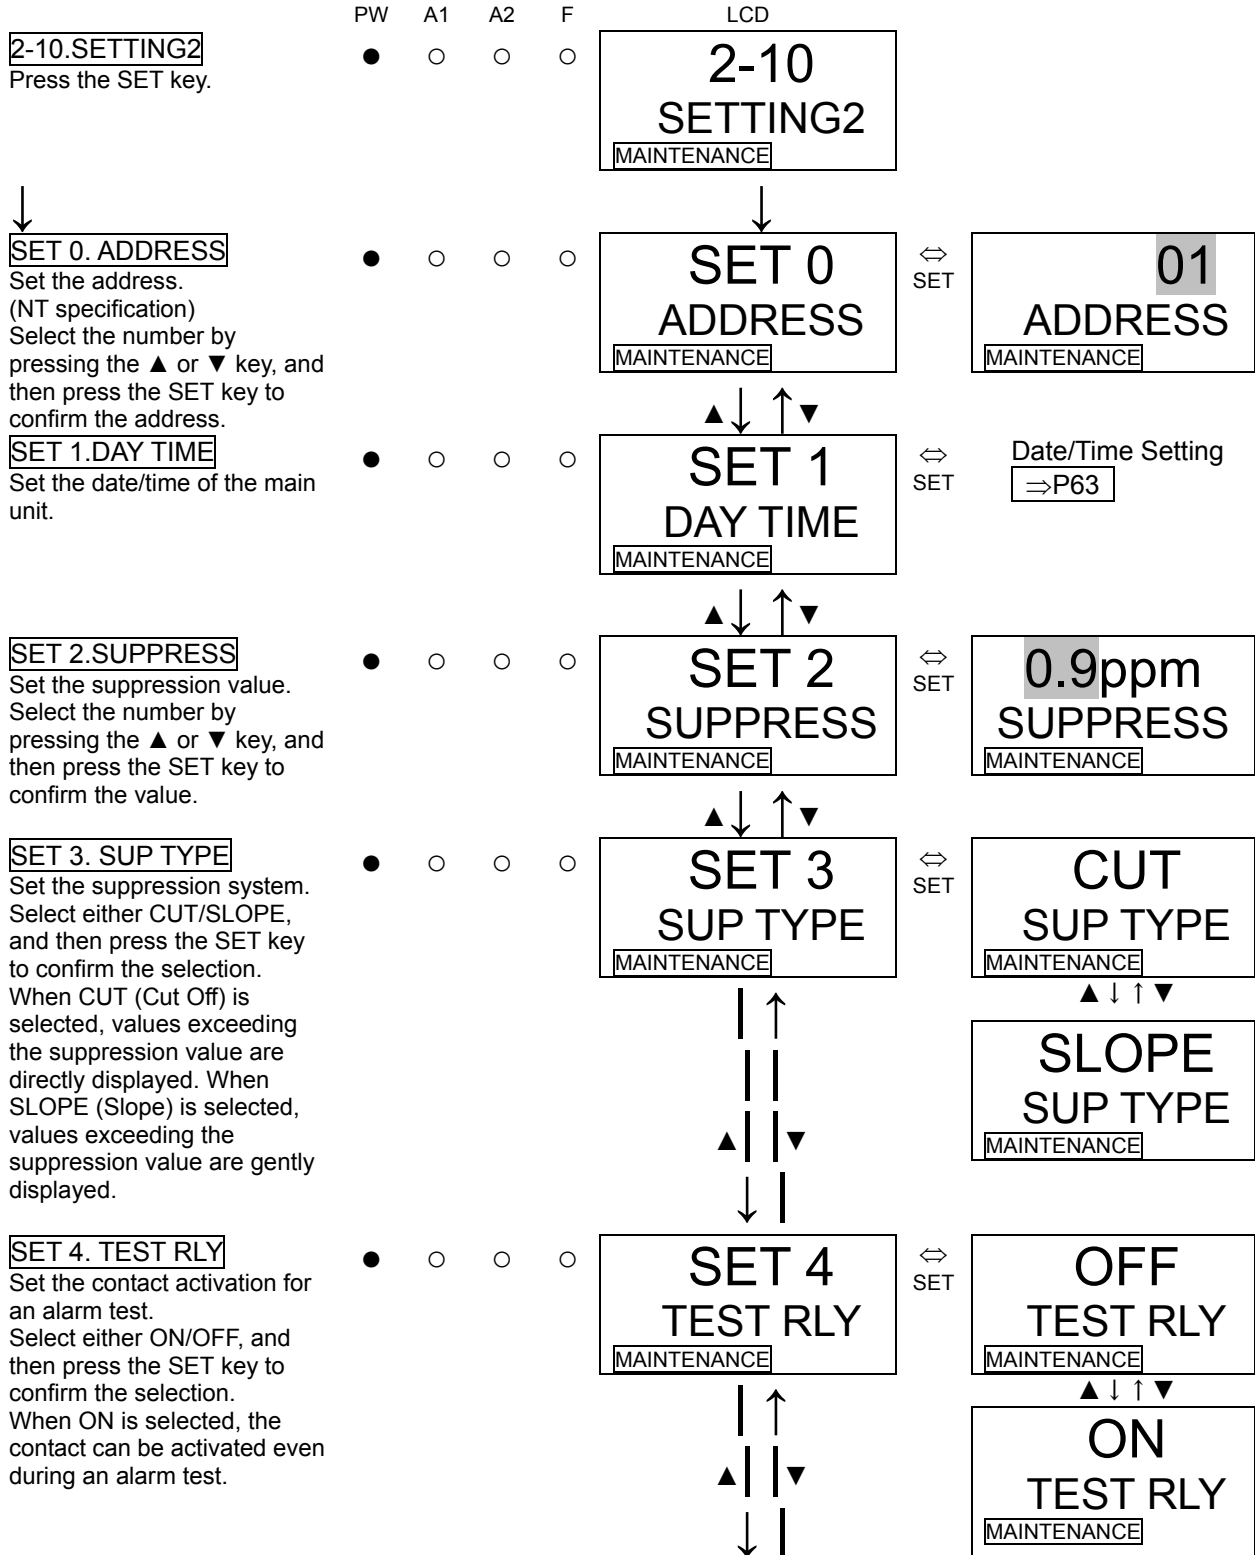 PW A1 A2 F LCD
2-10.SETTING2
Press the SET key.
● ○ ○ ○
2-10
SETTING2
MAINTENANCE
↓ ↓
SET 0. ADDRESS
Set the address.
(NT specification)
Select the number by
pressing the ▲ or ▼ key, and
then press the SET key to
confirm the address.
● ○ ○ ○
SET 0
ADDRESS
MAINTENANCE
⇔
SET
01
ADDRESS
MAINTENANCE
▲↓ ↑▼
SET 1.DAY TIME
Set the date/time of the main
unit.
● ○ ○ ○
SET 1
DAY TIME
MAINTENANCE
⇔
SET
Date/Time Setting
⇒P63
▲↓ ↑▼
SET 2.SUPPRESS
Set the suppression value.
Select the number by
pressing the ▲ or ▼ key, and
then press the SET key to
confirm the value.
● ○ ○ ○
SET 2
SUPPRESS
MAINTENANCE
⇔
SET
0.9ppm
SUPPRESS
MAINTENANCE
▲↓ ↑▼
SET 3. SUP TYPE
Set the suppression system.
Select either CUT/SLOPE,
and then press the SET key
to confirm the selection.
When CUT (Cut Off) is
selected, values exceeding
the suppression value are
directly displayed. When
SLOPE (Slope) is selected,
values exceeding the
suppression value are gently
displayed.
● ○ ○ ○
SET 3
SUP TYPE
MAINTENANCE
⇔
SET
CUT
SUP TYPE
MAINTENANCE
▲↓↑▼
SLOPE
SUP TYPE
MAINTENANCE
▲↓ ↑▼
SET 4. TEST RLY
Set the contact activation for
an alarm test.
Select either ON/OFF, and
then press the SET key to
confirm the selection.
When ON is selected, the
contact can be activated even
during an alarm test.
● ○ ○ ○
SET 4
TEST RLY
MAINTENANCE
⇔
SET
OFF
TEST RLY
MAINTENANCE
▲↓↑▼
ON
TEST RLY
MAINTENANCE
▲↓ ↑▼